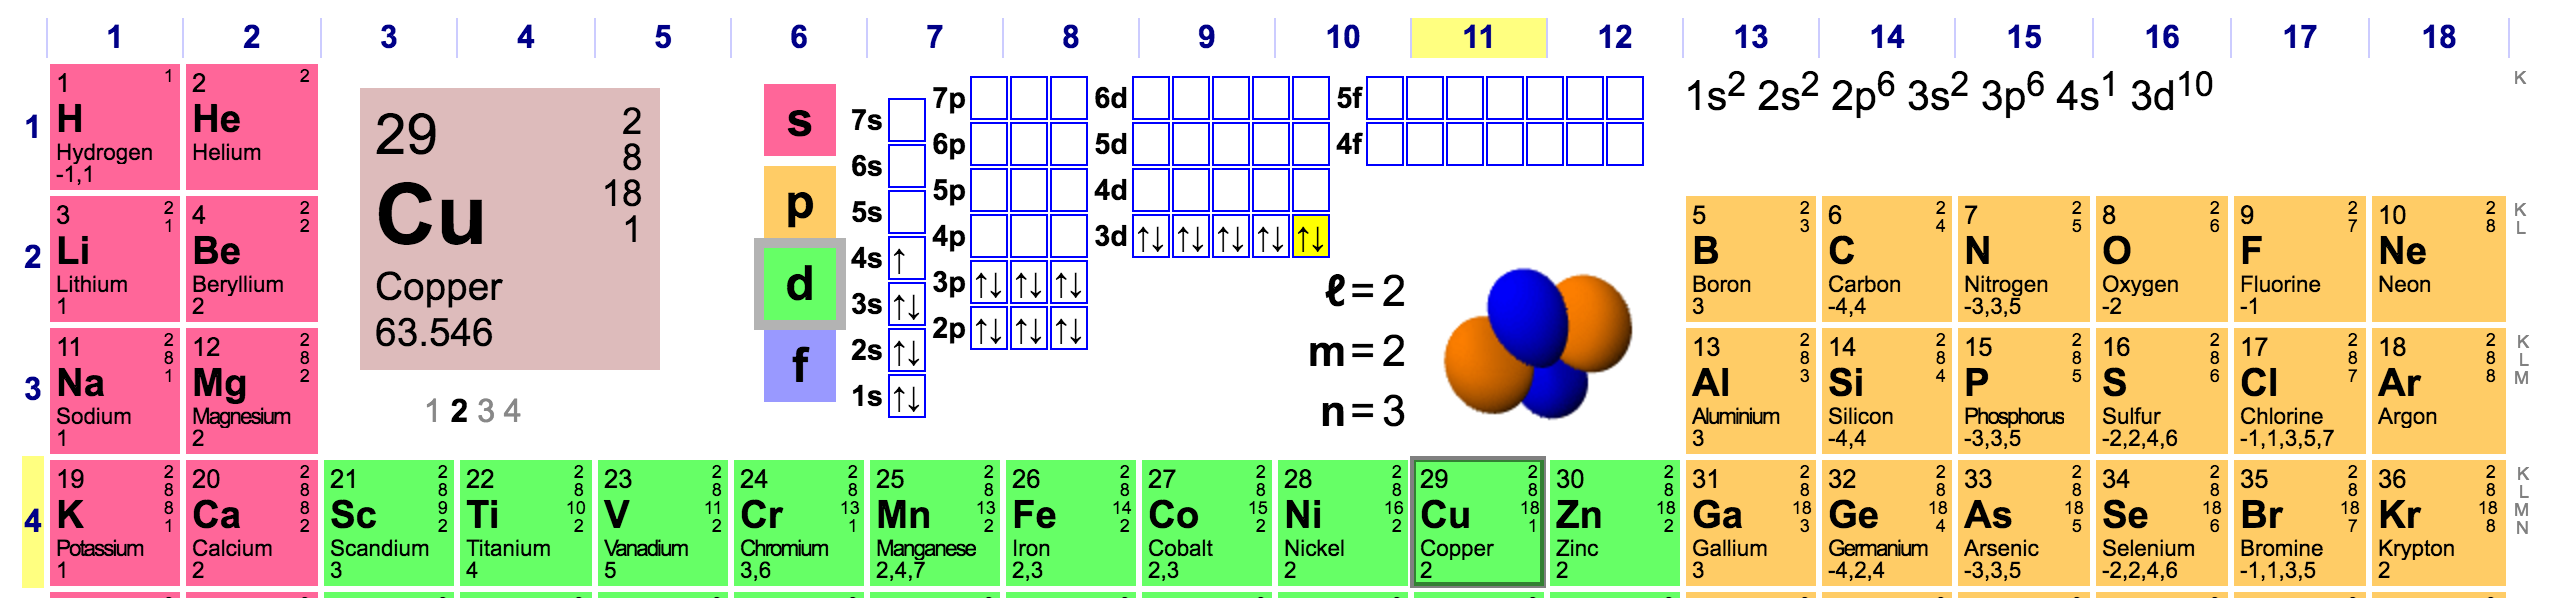 1 2 3 4 5 6 7 8 9 10 11 12 13 14 15 16 17 18
1
1 1
H
Hydrogen
-1,1
2 2
He
Helium
29
Cu
Copper
63.546
2
8
18
1
1 2 3 4
s
p
d
f
7s
6s
5s
4s ↑
3s ↑↓
2s ↑↓
1s ↑↓
7p
6p
5p
4p
3p ↑↓ ↑↓ ↑↓
2p ↑↓ ↑↓ ↑↓
6d
5d
4d
3d ↑↓ ↑↓ ↑↓ ↑↓ ↑↓
5f
4f
ℓ = 2
m = 2
n = 3
1s² 2s² 2p⁶ 3s² 3p⁶ 4s¹ 3d¹⁰
K
2
3 2
1
Li
Lithium
1
4 2
2
Be
Beryllium
2
5 2
3
B
Boron
3
6 2
4
C
Carbon
-4,4
7 2
5
N
Nitrogen
-3,3,5
8 2
6
O
Oxygen
-2
9 2
7
F
Fluorine
-1
10 2
8
Ne
Neon
K
L
3
11 2
8
1
Na
Sodium
1
12 2
8
2
Mg
Magnesium
2
13 2
8
3
Al
Aluminium
3
14 2
8
4
Si
Silicon
-4,4
15 2
8
5
P
Phosphorus
-3,3,5
16 2
8
6
S
Sulfur
-2,2,4,6
17 2
8
7
Cl
Chlorine
-1,1,3,5,7
18 2
8
8
Ar
Argon
K
L
M
4
19 2
8
8
1
K
Potassium
1
20 2
8
8
2
Ca
Calcium
2
21 2
8
9
2
Sc
Scandium
3
22 2
8
10
2
Ti
Titanium
4
23 2
8
11
2
V
Vanadium
5
24 2
8
13
1
Cr
Chromium
3,6
25 2
8
13
2
Mn
Manganese
2,4,7
26 2
8
14
2
Fe
Iron
2,3
27 2
8
15
2
Co
Cobalt
2,3
28 2
8
16
2
Ni
Nickel
2
29 2
8
18
1
Cu
Copper
2
30 2
8
18
2
Zn
Zinc
2
31 2
8
18
3
Ga
Gallium
3
32 2
8
18
4
Ge
Germanium
-4,2,4
33 2
8
18
5
As
Arsenic
-3,3,5
34 2
8
18
6
Se
Selenium
-2,2,4,6
35 2
8
18
7
Br
Bromine
-1,1,3,5
36 2
8
18
8
Kr
Krypton
2
K
L
M
N